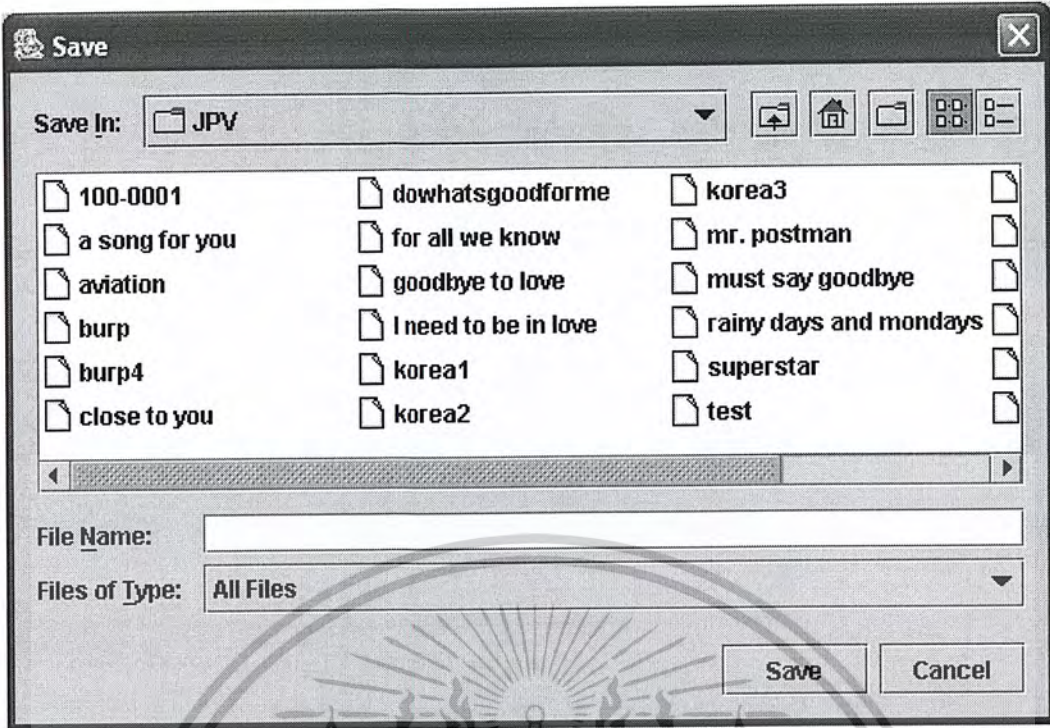 Save
Save In: JPV
100-0001 dowhatsgoodforme korea3
a song for you for all we know mr. postman
aviation goodbye to love must say goodbye
burp I need to be in love rainy days and mondays
burp4 korea1 superstar
close to you korea2 test
File Name:
Files of Type: All Files
Save Cancel